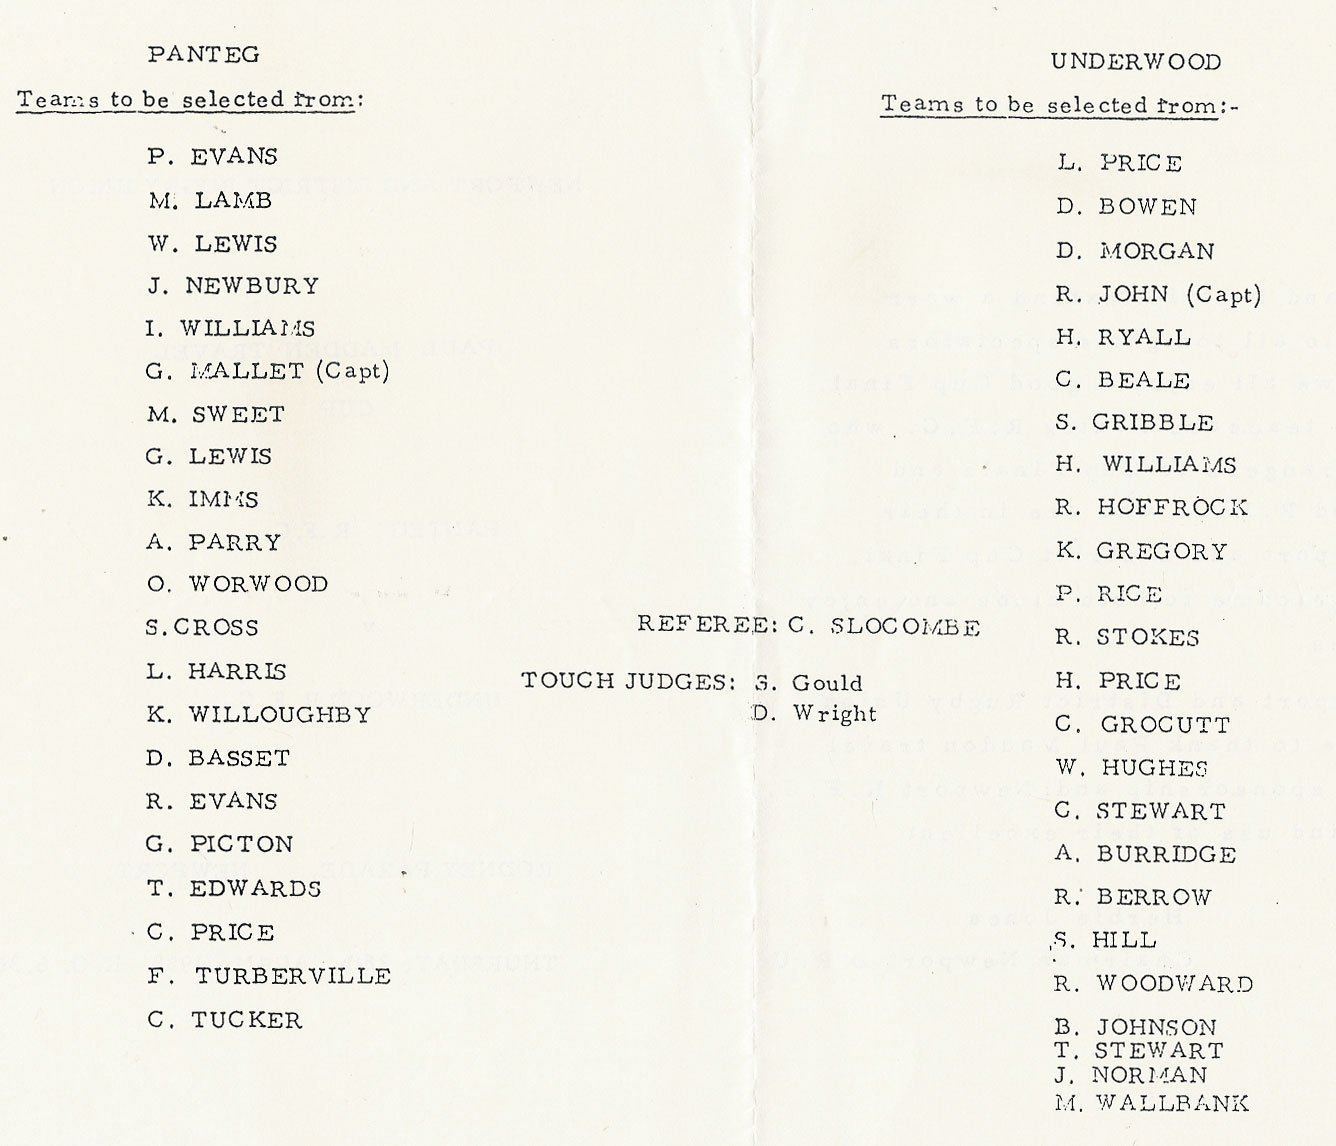 PANTEG
Teams to be selected from:
P. EVANS
M. LAMB
W. LEWIS
J. NEWBURY
I. WILLIAMS
G. MALLET (Capt)
M. SWEET
G. LEWIS
K. IMMS
A. PARRY
O. WORWOOD
S.CROSS
L. HARRIS
K. WILLOUGHBY
D. BASSET
R. EVANS
G. PICTON
T. EDWARDS
C. PRICE
F. TURBERVILLE
C. TUCKER
REFEREE: C. SLOCOMBE
TOUCH JUDGES: S. Gould
D. Wright
UNDERWOOD
Teams to be selected from:-
L. PRICE
D. BOWEN
D. MORGAN
R. JOHN (Capt)
H. RYALL
C. BEALE
S. GRIBBLE
H. WILLIAMS
R. HOFFROCK
K. GREGORY
P. RICE
R. STOKES
H. PRICE
C. GROCUTT
W. HUGHES
C. STEWART
A. BURRIDGE
R. BERROW
S. HILL
R. WOODWARD
B. JOHNSON
T. STEWART
J. NORMAN
M. WALLBANK